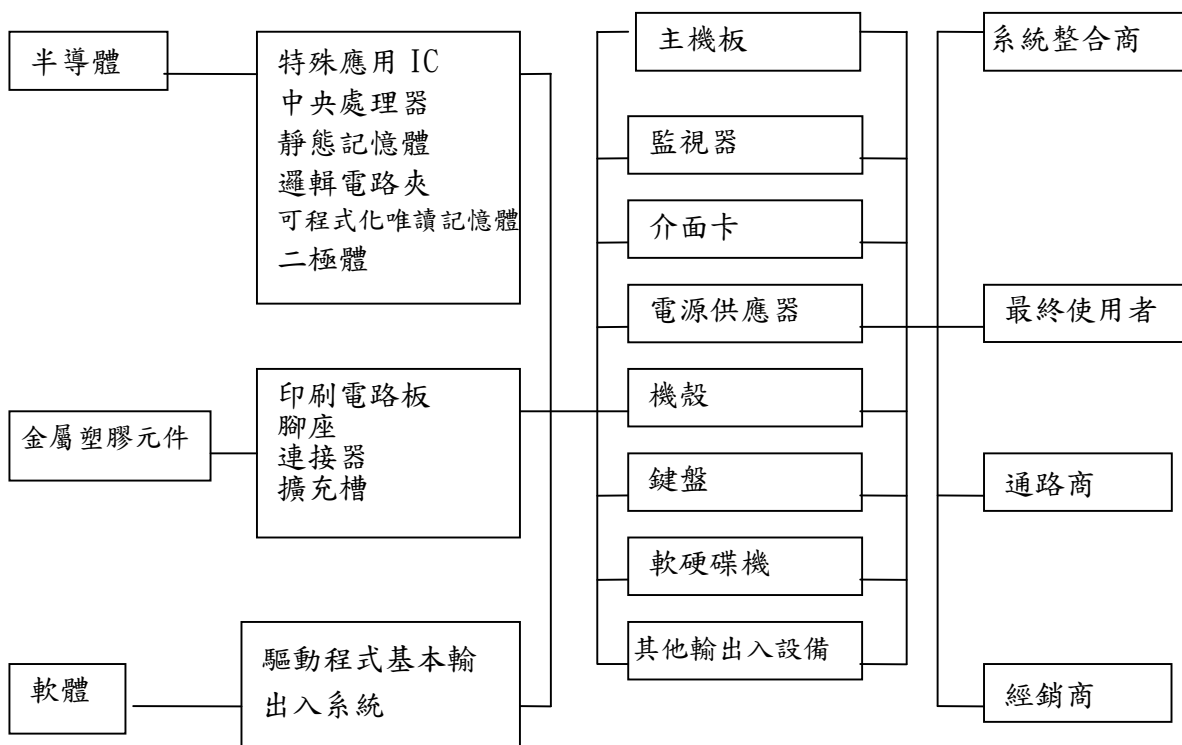 半導體
特殊應用 IC
中央處理器
靜態記憶體
邏輯電路夾
可程式化唯讀記憶體
二極體
金屬塑膠元件
印刷電路板
腳座
連接器
擴充槽
軟體
驅動程式基本輸
出入系統
主機板
監視器
介面卡
電源供應器
機殼
鍵盤
軟硬碟機
其他輸出入設備
系統整合商
最終使用者
通路商
經銷商